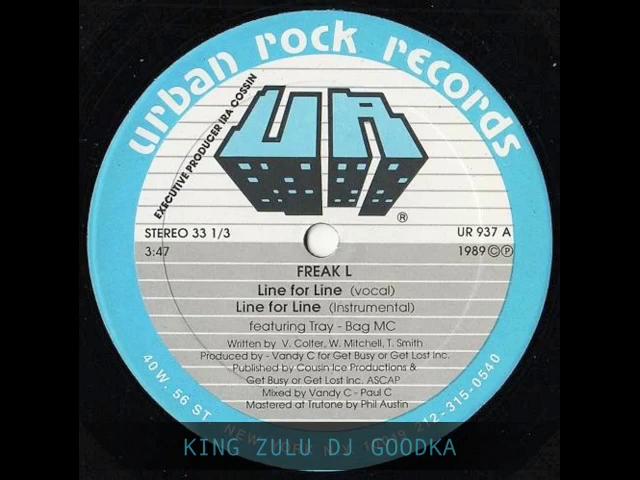 urban rock records
EXECUTIVE PRODUCER IRA COSSIN
UR
®
STEREO 33 1/3
UR 937 A
3:47
1989 © ℗
FREAK L
Line for Line (vocal)
Line for Line (Instrumental)
featuring Tray - Bag MC
Written by V. Colter, W. Mitchell, T. Smith
Produced by - Vandy C for Get Busy or Get Lost Inc.
Published by Cousin Ice Productions &
Get Busy or Get Lost Inc. ASCAP
Mixed by Vandy C - Paul C
Mastered at Trutone by Phil Austin
40 W. 56 ST NEW YORK N.Y. 10019 212-315-0540
KING ZULU DJ GOODKA